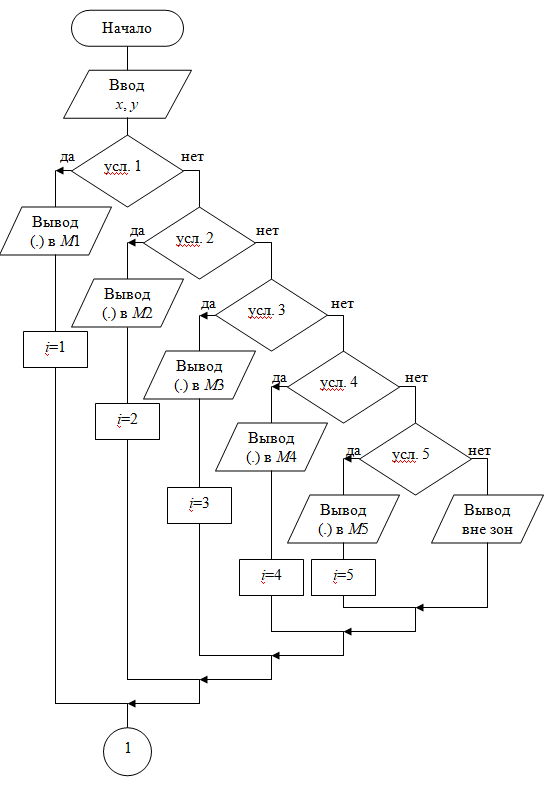 Начало
Ввод
x, y
да
нет
усл. 1
Вывод
(.) в M1
да
нет
усл. 2
Вывод
(.) в M2
да
нет
усл. 3
i=1
Вывод
(.) в M3
да
нет
усл. 4
i=2
Вывод
(.) в M4
да
нет
усл. 5
i=3
Вывод
(.) в M5
Вывод
вне зон
i=4
i=5
1